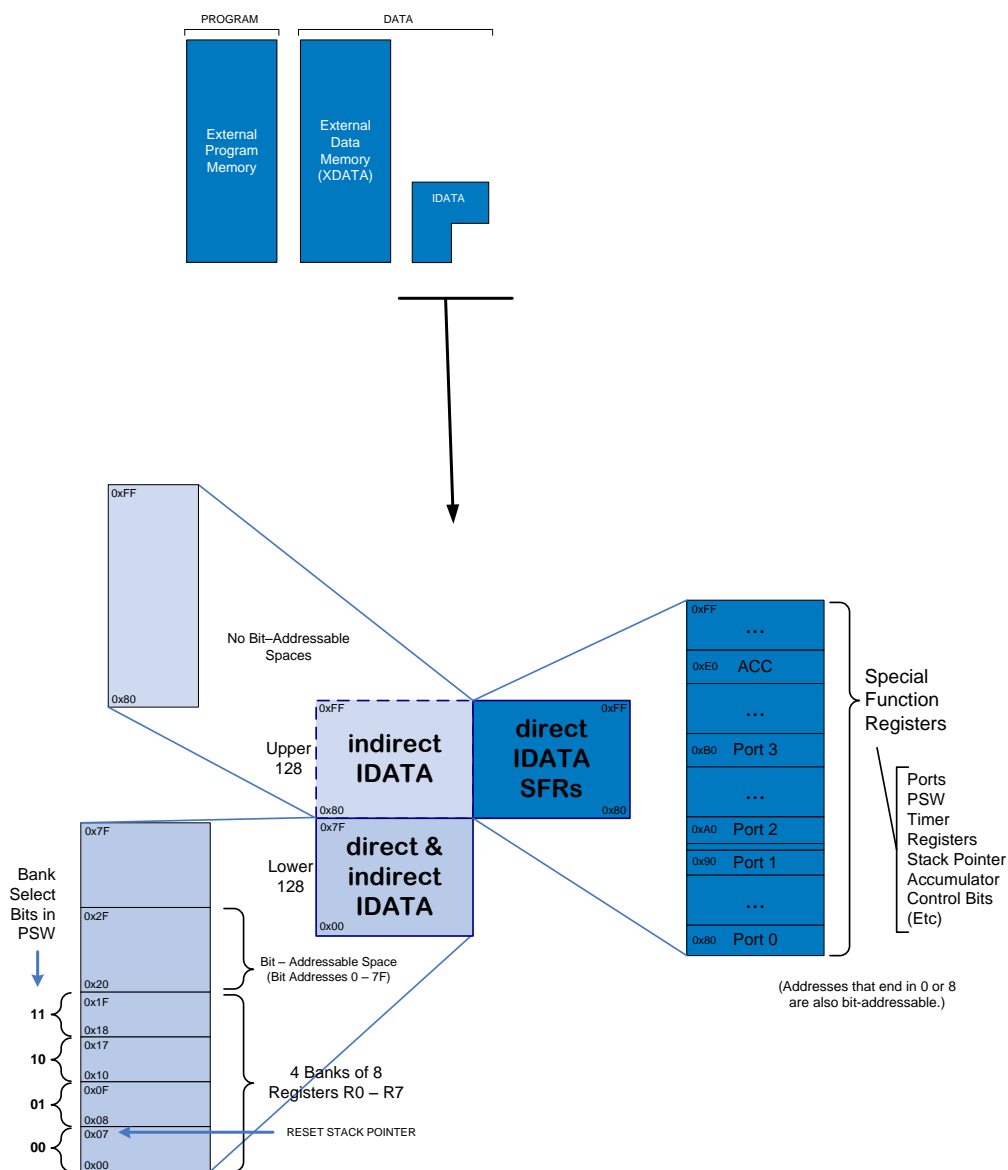 PROGRAM
DATA
External
Program
Memory
External
Data
Memory
(XDATA)
IDATA
0xFF
0x80
No Bit–Addressable
Spaces
Upper
128
0xFF
indirect
IDATA
0x80
0xFF
direct
IDATA
SFRs
0x80
Lower
128
0x7F
direct &
indirect
IDATA
0x00
0xFF
...
0xE0 ACC
...
0xB0 Port 3
...
0xA0 Port 2
0x90 Port 1
...
0x80 Port 0
Special
Function
Registers
Ports
PSW
Timer
Registers
Stack Pointer
Accumulator
Control Bits
(Etc)
(Addresses that end in 0 or 8
are also bit-addressable.)
Bank
Select
Bits in
PSW
0x7F
0x2F
0x20
Bit – Addressable Space
(Bit Addresses 0 – 7F)
11
0x1F
0x18
10
0x17
0x10
01
0x0F
0x08
00
0x07
0x00
4 Banks of 8
Registers R0 – R7
RESET STACK POINTER